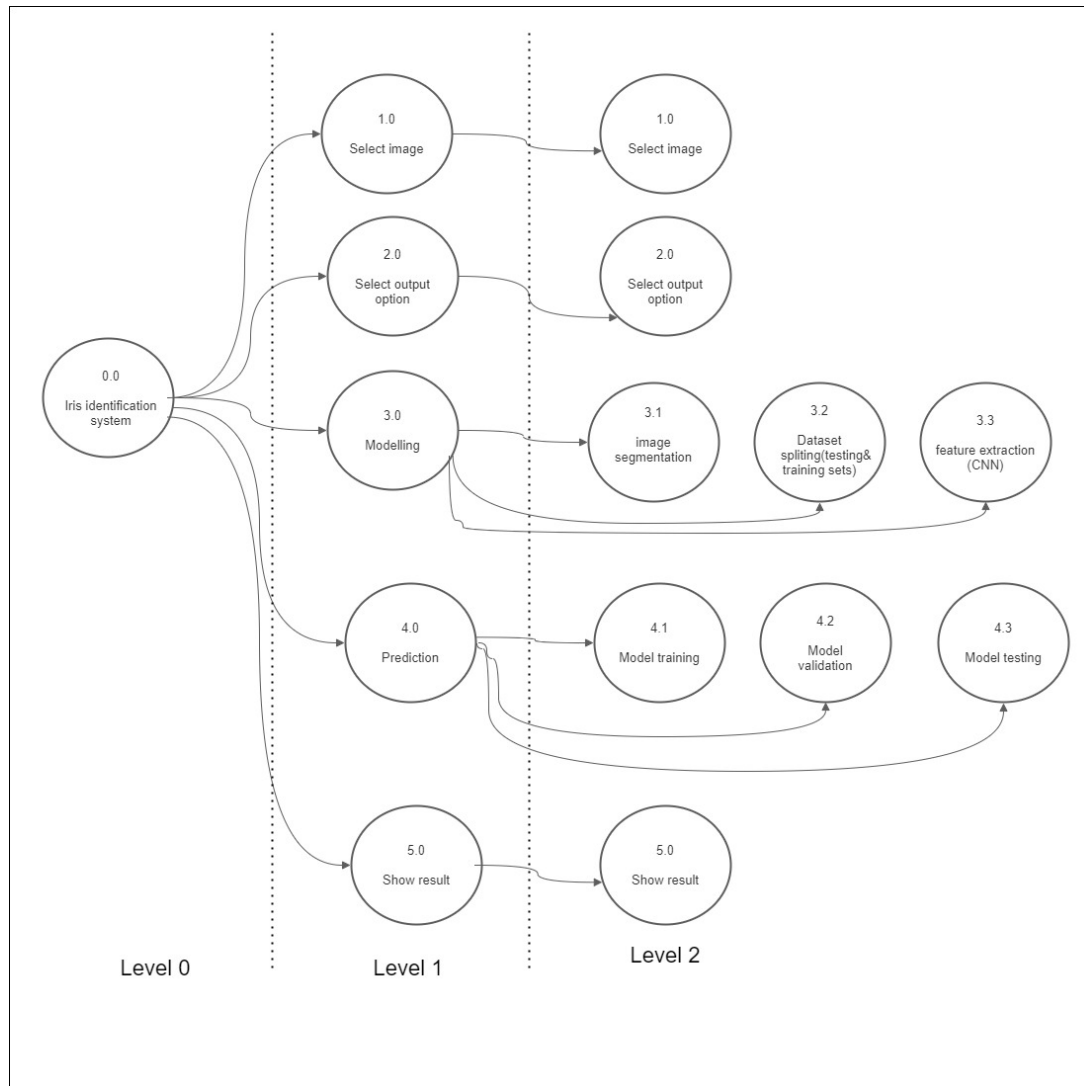 1.0
Select image
1.0
Select image
2.0
Select output
option
2.0
Select output
option
0.0
Iris identification
system
3.0
Modelling
3.1
image
segmentation
3.2
Dataset
spliting(testing&
training sets)
3.3
feature extraction
(CNN)
4.0
Prediction
4.1
Model training
4.2
Model
validation
4.3
Model testing
5.0
Show result
5.0
Show result
Level 0
Level 1
Level 2